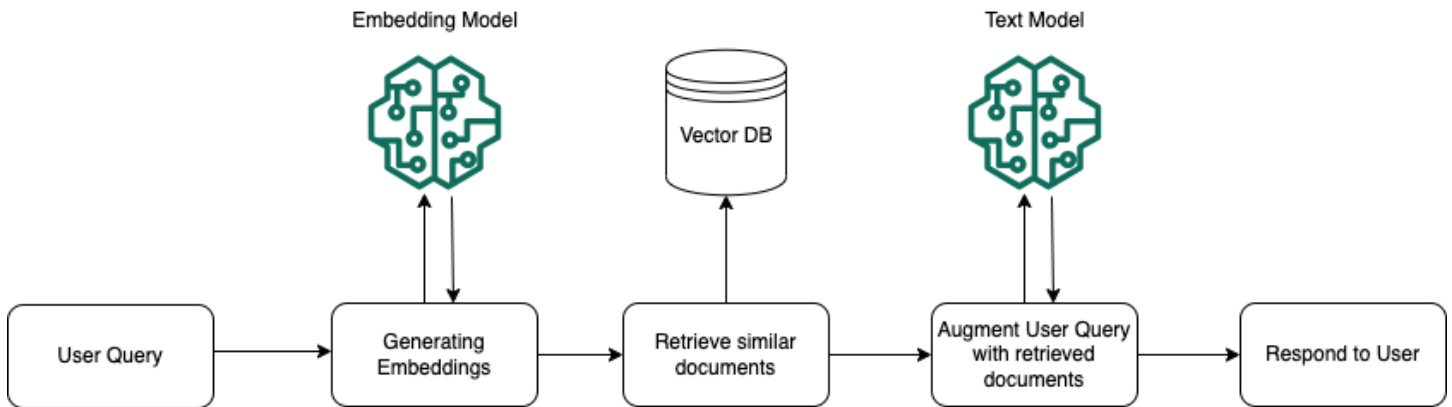 Embedding Model
Text Model
Vector DB
User Query
Generating
Embeddings
Retrieve similar
documents
Augment User Query
with retrieved
documents
Respond to User